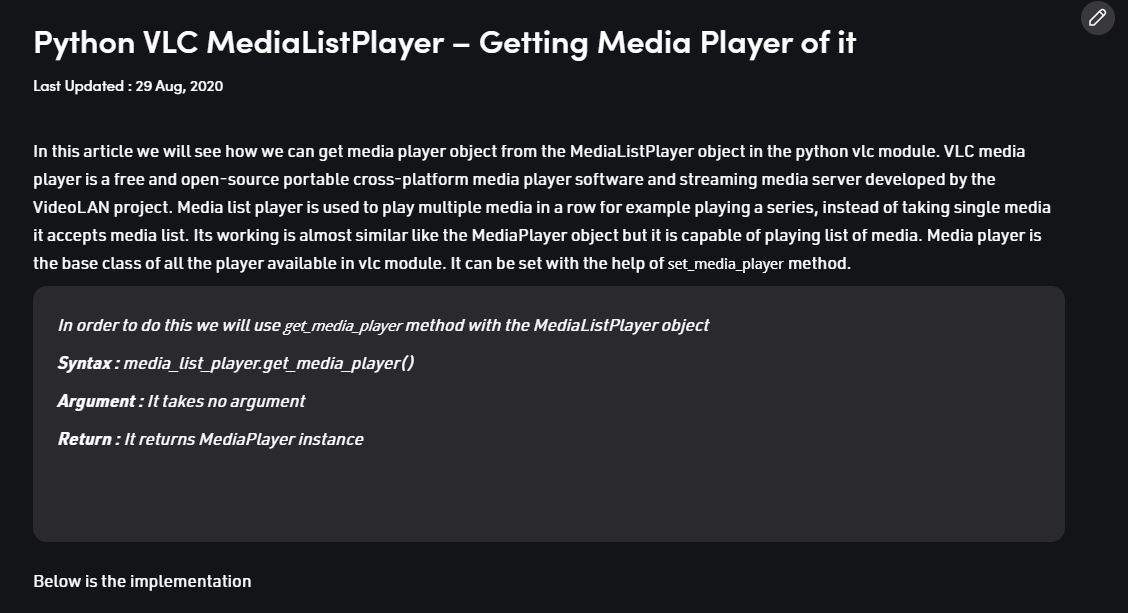 Python VLC MediaListPlayer – Getting Media Player of it
Last Updated : 29 Aug, 2020
In this article we will see how we can get media player object from the MediaListPlayer object in the python vlc module. VLC media
player is a free and open-source portable cross-platform media player software and streaming media server developed by the
VideoLAN project. Media list player is used to play multiple media in a row for example playing a series, instead of taking single media
it accepts media list. Its working is almost similar like the MediaPlayer object but it is capable of playing list of media. Media player is
the base class of all the player available in vlc module. It can be set with the help of set_media_player method.
In order to do this we will use get_media_player method with the MediaListPlayer object
Syntax : media_list_player.get_media_player()
Argument : It takes no argument
Return : It returns MediaPlayer instance
Below is the implementation